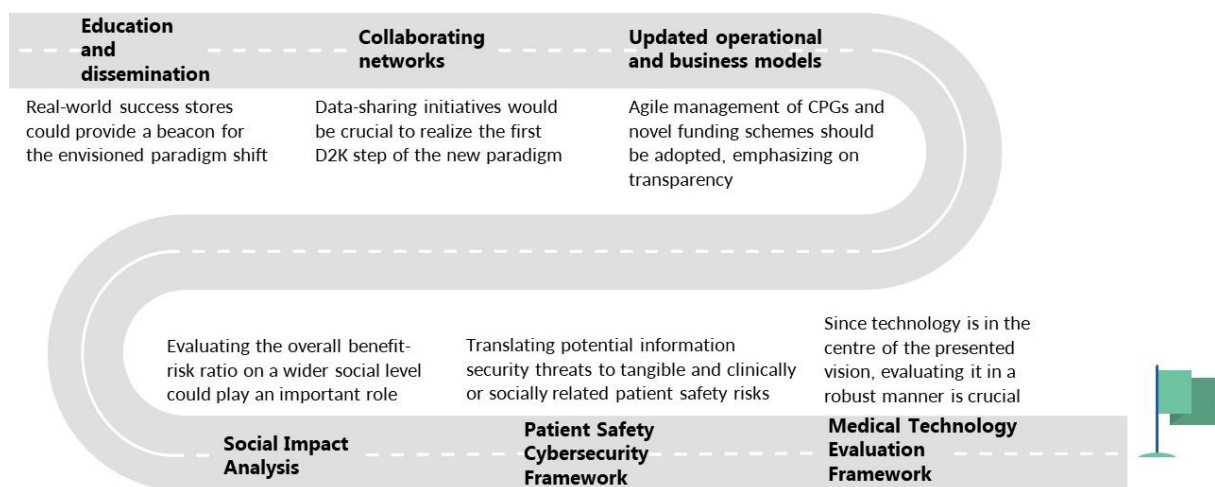 Education
and
dissemination
Real-world success stores
could provide a beacon for
the envisioned paradigm shift
Collaborating
networks
Data-sharing initiatives would
be crucial to realize the first
D2K step of the new paradigm
Updated operational
and business models
Agile management of CPGs and
novel funding schemes should
be adopted, emphasizing on
transparency
Evaluating the overall benefit-
risk ratio on a wider social level
could play an important role
Social Impact
Analysis
Translating potential information
security threats to tangible and clinically
or socially related patient safety risks
Patient Safety
Cybersecurity
Framework
Since technology is in the
centre of the presented
vision, evaluating it in a
robust manner is crucial
Medical Technology
Evaluation
Framework